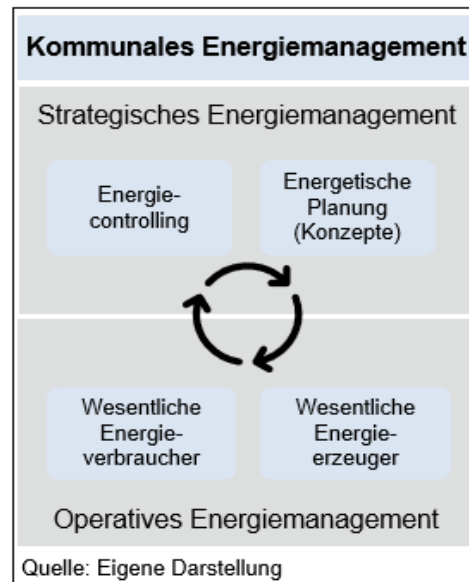 Kommunales Energiemanagement
Strategisches Energiemanagement
Energie-
controlling
Energetische
Planung
(Konzepte)
Wesentliche
Energie-
verbraucher
Wesentliche
Energie-
erzeuger
Operatives Energiemanagement
Quelle: Eigene Darstellung